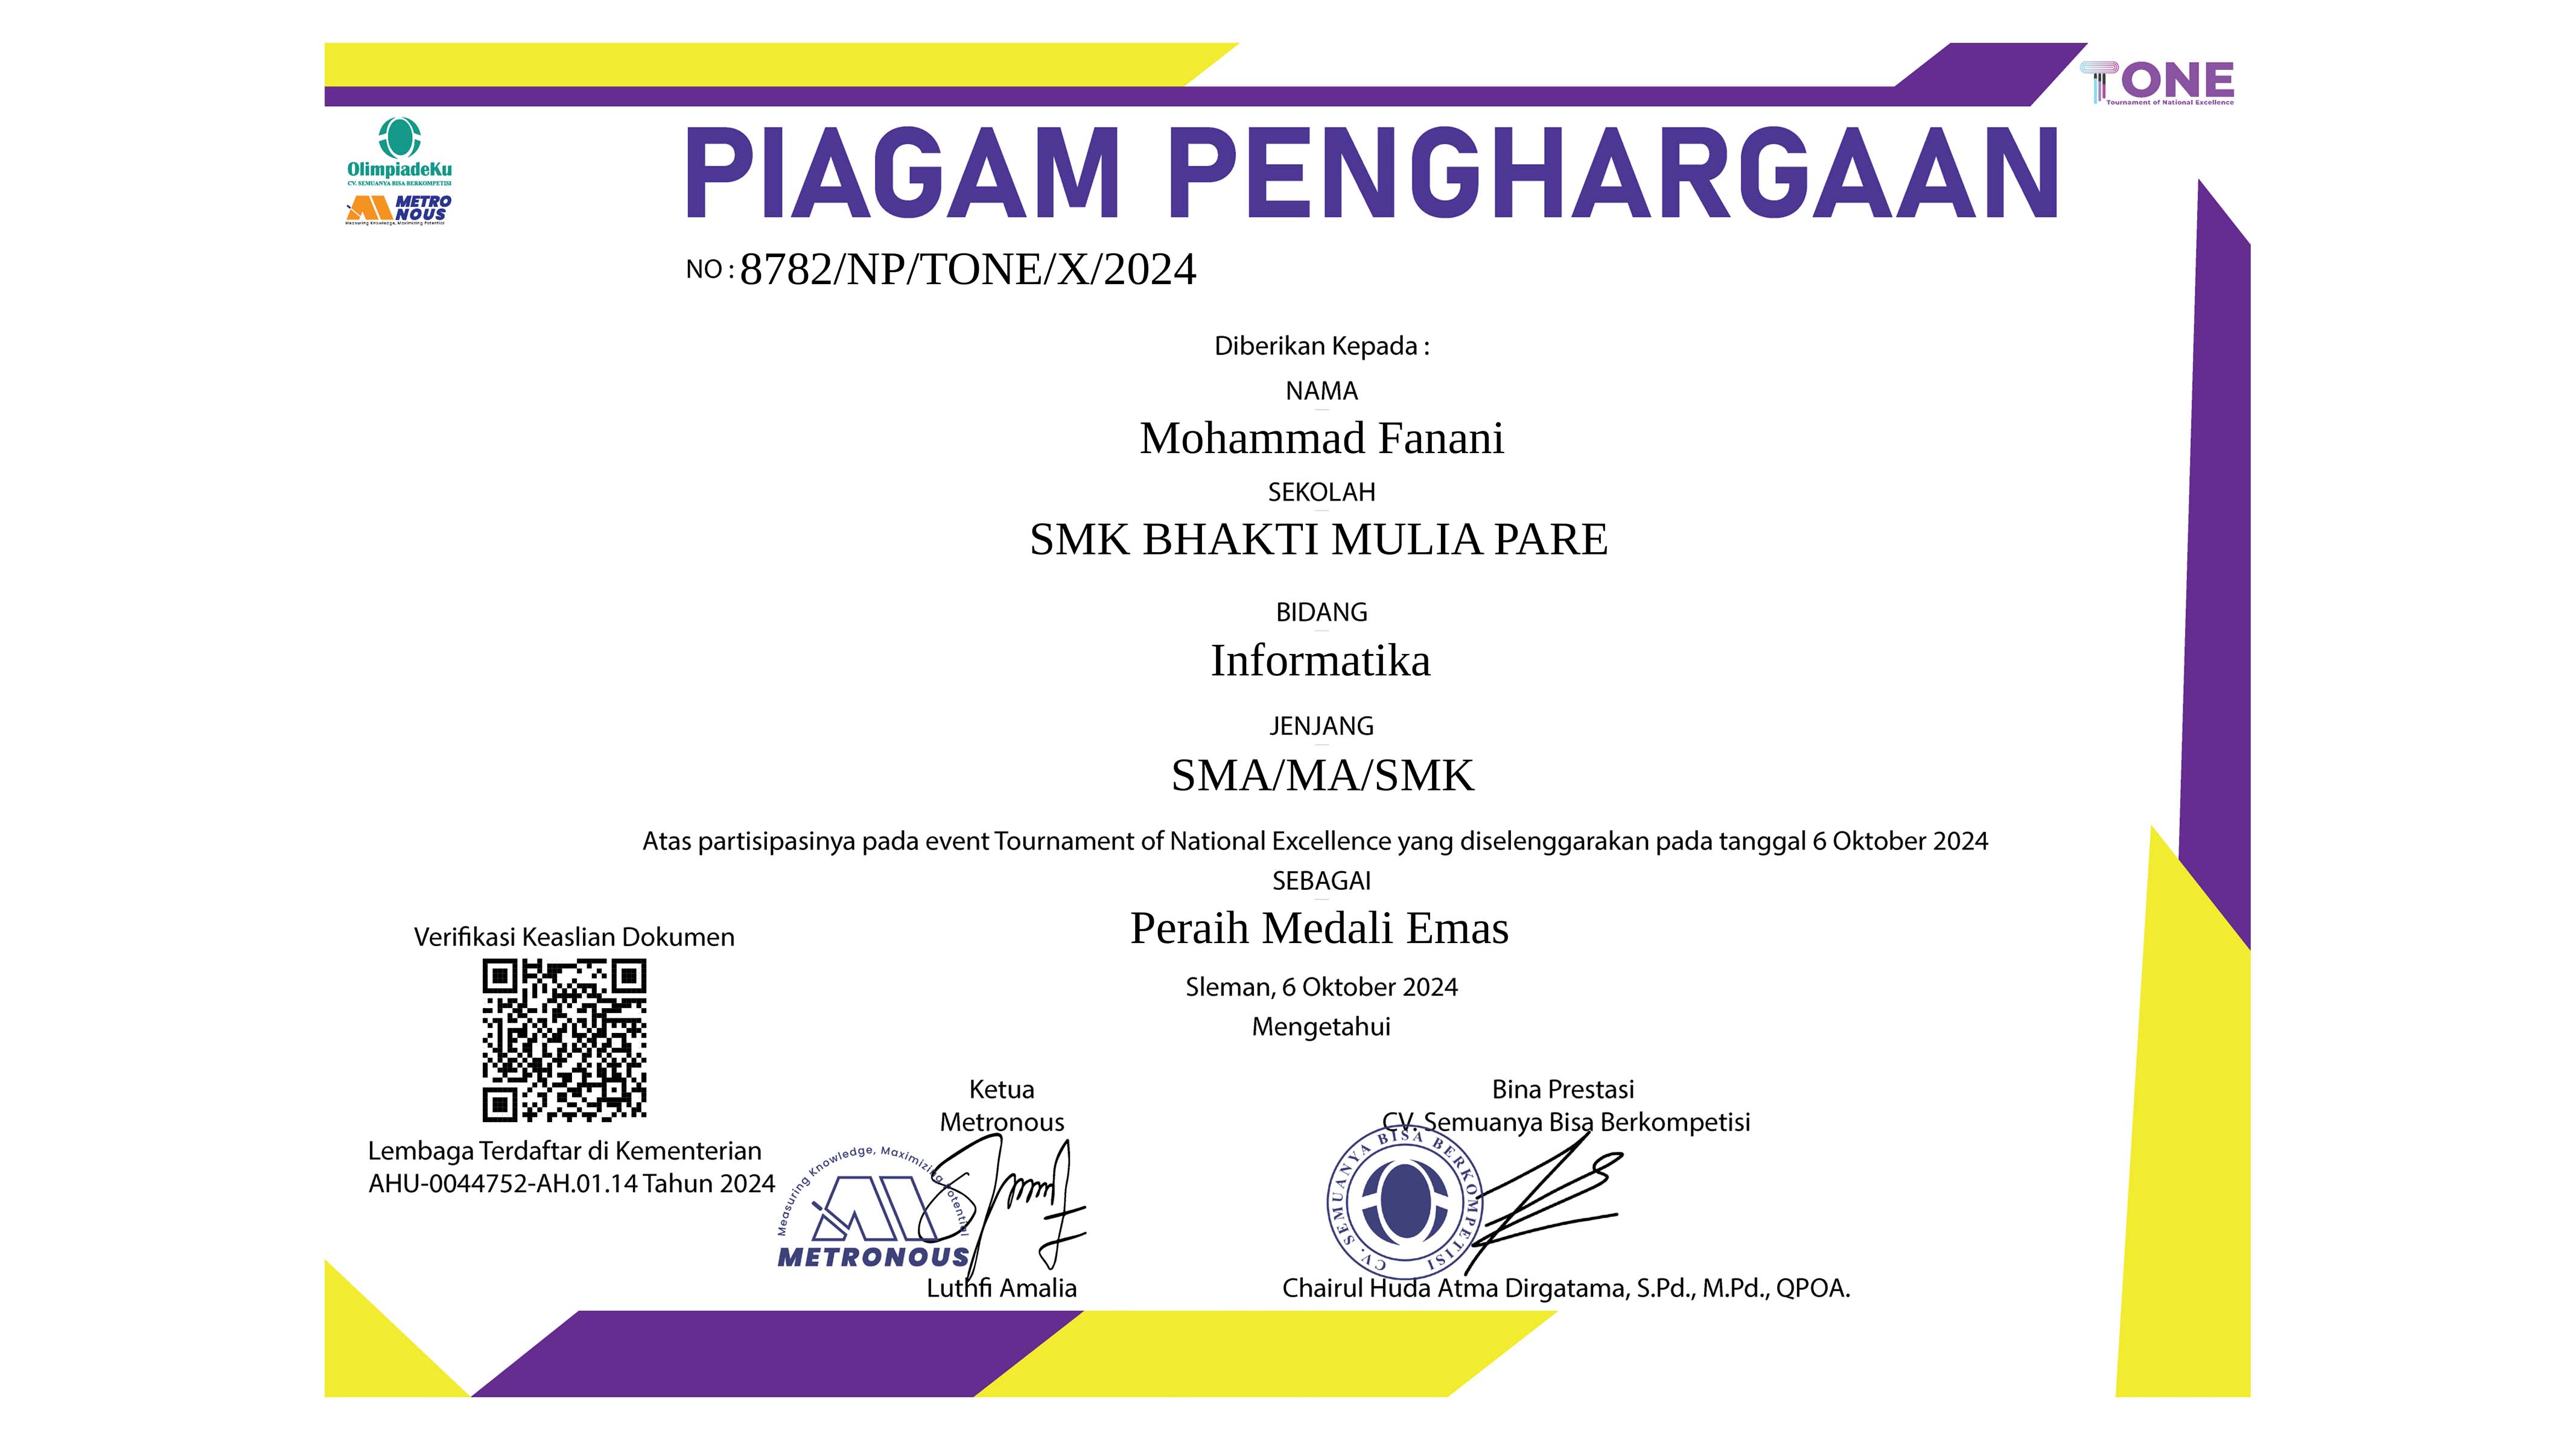 TONE
Tournament of National Excellence
OlimpiadeKu
CV. SEMUANYA BISA BERKOMPETISI
METRO
NOUS
Measuring Knowledge, Maximizing Potential
PIAGAM PENGHARGAAN
NO : 8782/NP/TONE/X/2024
Diberikan Kepada :
NAMA
Mohammad Fanani
SEKOLAH
SMK BHAKTI MULIA PARE
BIDANG
Informatika
JENJANG
SMA/MA/SMK
Atas partisipasinya pada event Tournament of National Excellence yang diselenggarakan pada tanggal 6 Oktober 2024
SEBAGAI
Peraih Medali Emas
Sleman, 6 Oktober 2024
Mengetahui
Verifikasi Keaslian Dokumen
Lembaga Terdaftar di Kementerian
AHU-0044752-AH.01.14 Tahun 2024
Ketua
Metronous
Measuring Knowledge, Maximizing Potential
METRONOUS
Luthfi Amalia
Bina Prestasi
CV. Semuanya Bisa Berkompetisi
CV. SEMUANYA BISA BERKOMPETISI
Chairul Huda Atma Dirgatama, S.Pd., M.Pd., QPOA.